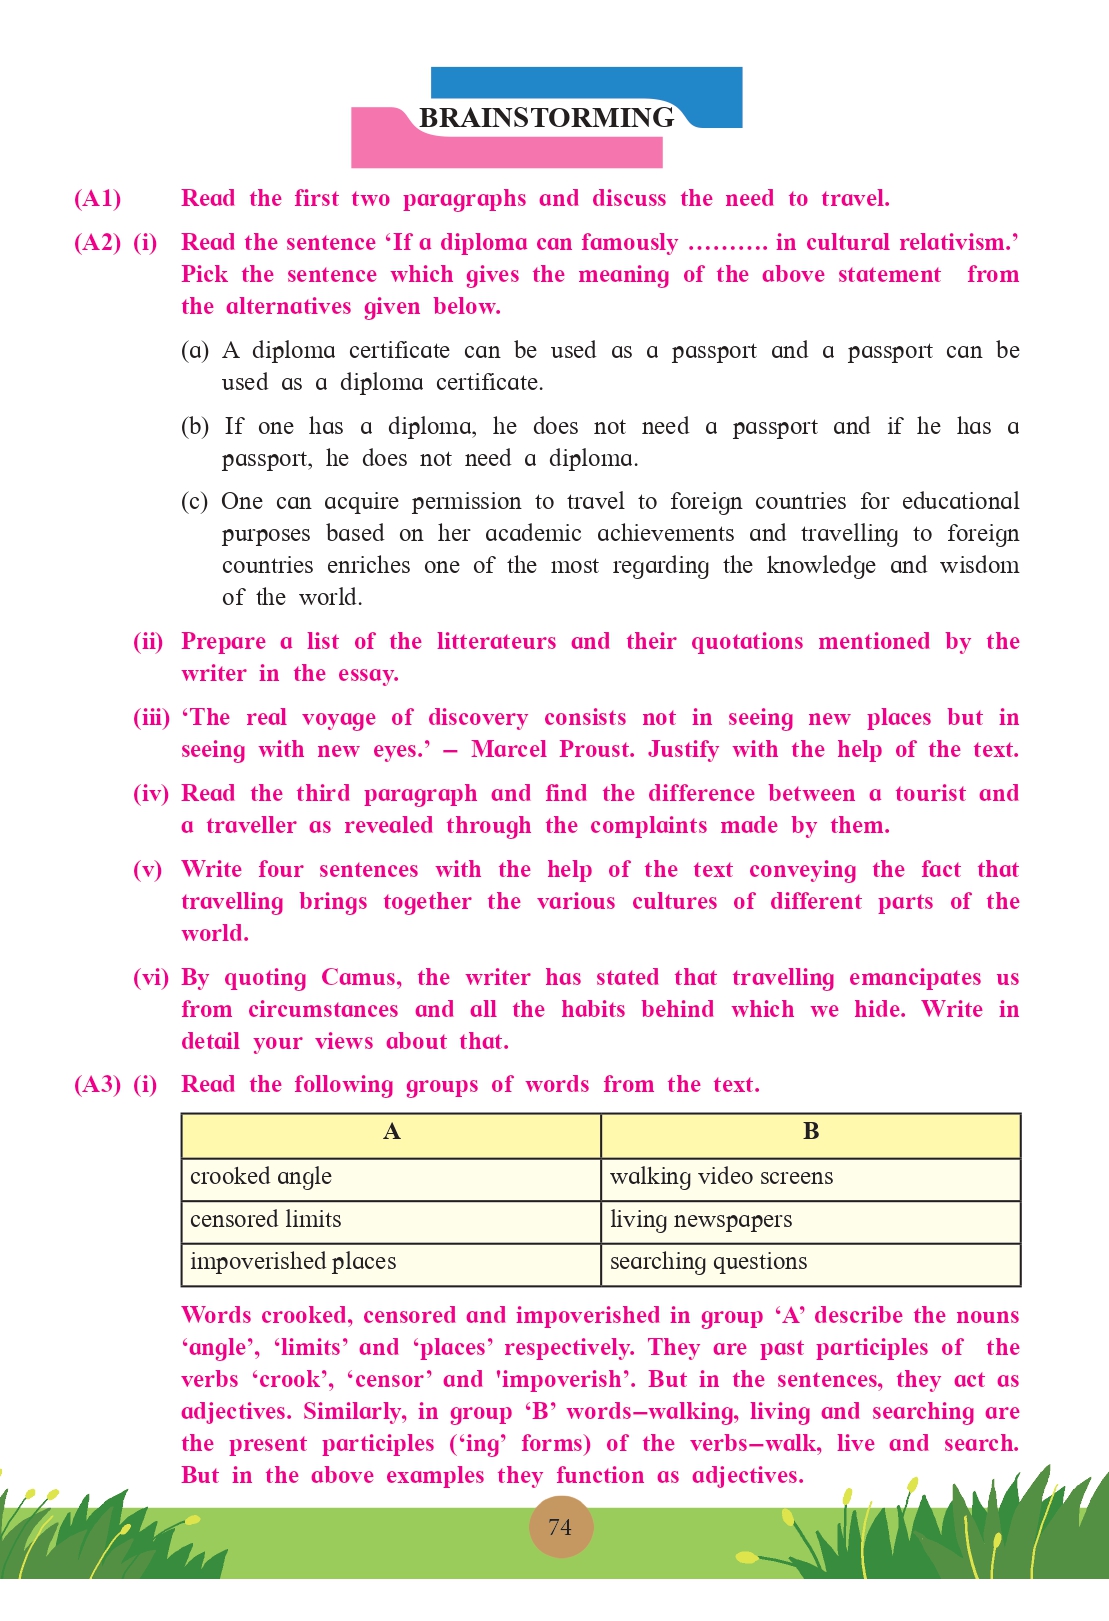 BRAINSTORMING
(A1) Read the first two paragraphs and discuss the need to travel.
(A2) (i) Read the sentence ‘If a diploma can famously .......... in cultural relativism.’
Pick the sentence which gives the meaning of the above statement from
the alternatives given below.
(a) A diploma certificate can be used as a passport and a passport can be
used as a diploma certificate.
(b) If one has a diploma, he does not need a passport and if he has a
passport, he does not need a diploma.
(c) One can acquire permission to travel to foreign countries for educational
purposes based on her academic achievements and travelling to foreign
countries enriches one of the most regarding the knowledge and wisdom
of the world.
(ii) Prepare a list of the litterateurs and their quotations mentioned by the
writer in the essay.
(iii) ‘The real voyage of discovery consists not in seeing new places but in
seeing with new eyes.’ – Marcel Proust. Justify with the help of the text.
(iv) Read the third paragraph and find the difference between a tourist and
a traveller as revealed through the complaints made by them.
(v) Write four sentences with the help of the text conveying the fact that
travelling brings together the various cultures of different parts of the
world.
(vi) By quoting Camus, the writer has stated that travelling emancipates us
from circumstances and all the habits behind which we hide. Write in
detail your views about that.
(A3) (i) Read the following groups of words from the text.
A B
crooked angle walking video screens
censored limits living newspapers
impoverished places searching questions
Words crooked, censored and impoverished in group ‘A’ describe the nouns
‘angle’, ‘limits’ and ‘places’ respectively. They are past participles of the
verbs ‘crook’, ‘censor’ and 'impoverish’. But in the sentences, they act as
adjectives. Similarly, in group ‘B’ words–walking, living and searching are
the present participles (‘ing’ forms) of the verbs–walk, live and search.
But in the above examples they function as adjectives.
74